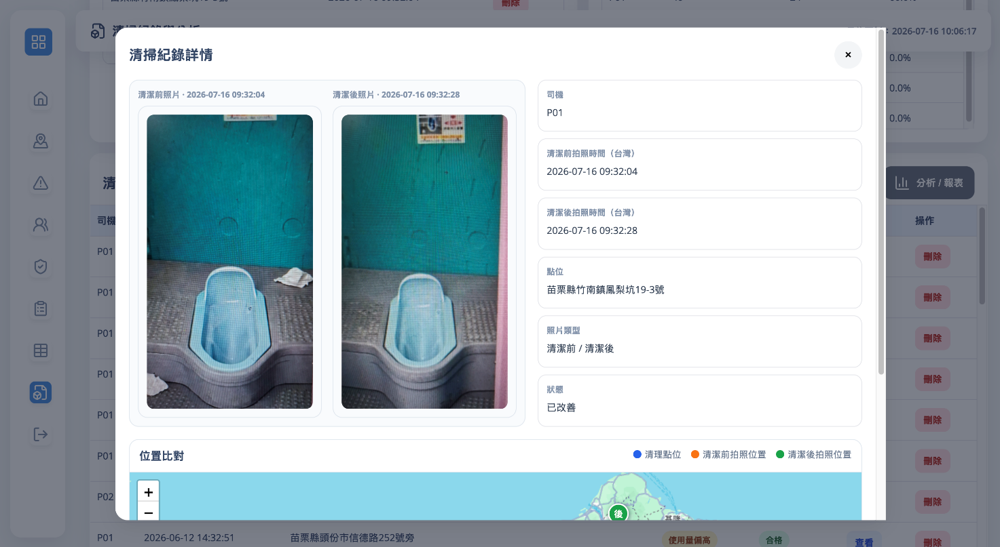 2026-07-16 10:06:17
0.0%
0.0%
0.0%
清掃紀錄詳情
×
清潔前照片 · 2026-07-16 09:32:04
清潔後照片 · 2026-07-16 09:32:28
司機
P01
清潔前拍照時間（台灣）
2026-07-16 09:32:04
清潔後拍照時間（台灣）
2026-07-16 09:32:28
點位
苗栗縣竹南鎮鳳梨坑19-3號
照片類型
清潔前 / 清潔後
狀態
已改善
位置比對
清理點位
清潔前拍照位置
清潔後拍照位置
+
−
後
基隆
清
分析 / 報表
司機
操作
P01
刪除
P01
刪除
P01
刪除
P01
刪除
P01
刪除
P01
刪除
P02
刪除
P01 2026-06-12 14:32:51 苗栗縣頭份市信德路252號旁 使用量偏高 合格 查看 刪除